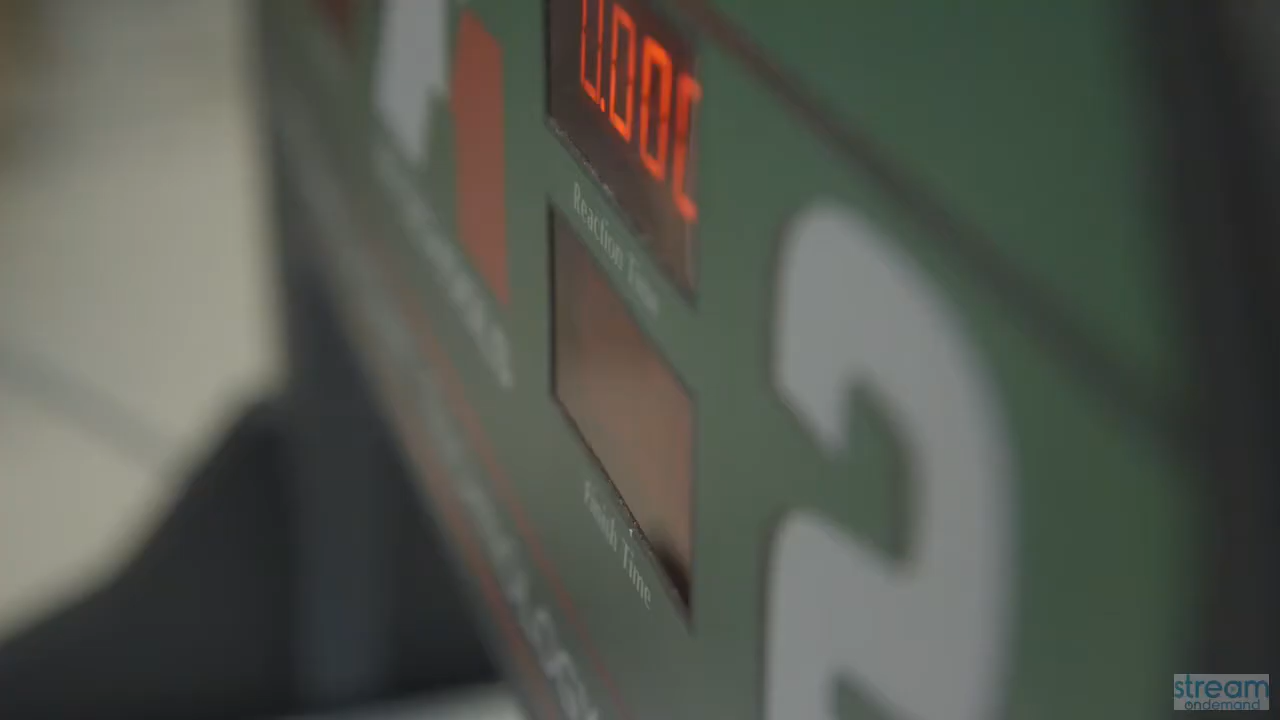 0.000
Reaction Time
Finish Time
2
stream
ondemand